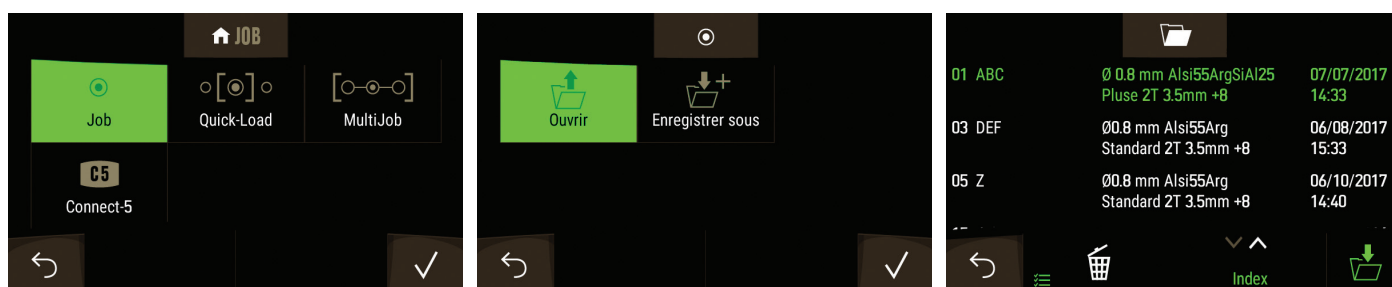 JOB
Job
Quick-Load
MultiJob
C5
Connect-5
Ouvrir
Enregistrer sous
01 ABC Ø 0.8 mm Alsi55ArgSiAl25 07/07/2017
Pluse 2T 3.5mm +8 14:33
03 DEF Ø0.8 mm Alsi55Arg 06/08/2017
Standard 2T 3.5mm +8 15:33
05 Z Ø0.8 mm Alsi55Arg 06/10/2017
Standard 2T 3.5mm +8 14:40
Index